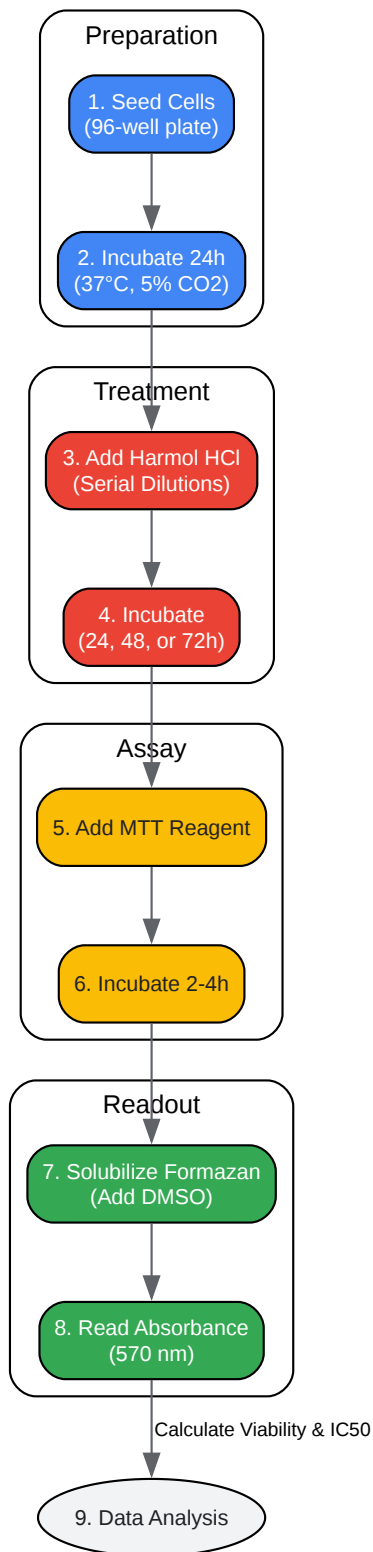 Preparation
1. Seed Cells
(96-well plate)
2. Incubate 24h
(37°C, 5% CO2)
Treatment
3. Add Harmol HCl
(Serial Dilutions)
4. Incubate
(24, 48, or 72h)
Assay
5. Add MTT Reagent
6. Incubate 2-4h
Readout
7. Solubilize Formazan
(Add DMSO)
8. Read Absorbance
(570 nm)
Calculate Viability & IC50
9. Data Analysis